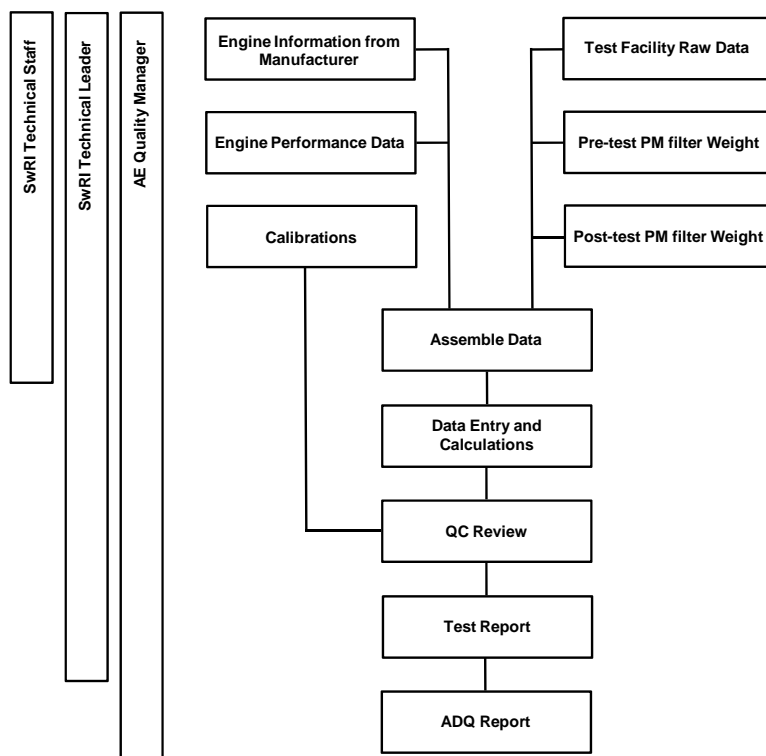 SwRI Technical Staff
SwRI Technical Leader
AE Quality Manager
Engine Information from
Manufacturer
Test Facility Raw Data
Engine Performance Data
Pre-test PM filter Weight
Calibrations
Post-test PM filter Weight
Assemble Data
Data Entry and
Calculations
QC Review
Test Report
ADQ Report